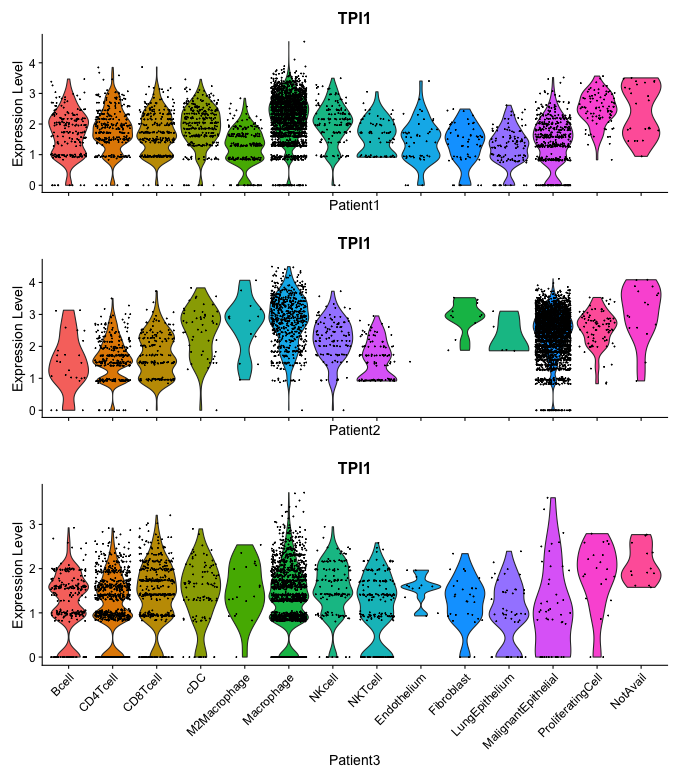 TPI1
Expression Level
4
3
2
1
0
Patient1
TPI1
Expression Level
4
3
2
1
0
Patient2
TPI1
Expression Level
3
2
1
0
Bcell
CD4Tcell
CD8Tcell
cDC
M2Macrophage
Macrophage
NKcell
NKTcell
Endothelium
Fibroblast
LungEpithelium
MalignantEpithelial
ProliferatingCell
NotAvail
Patient3